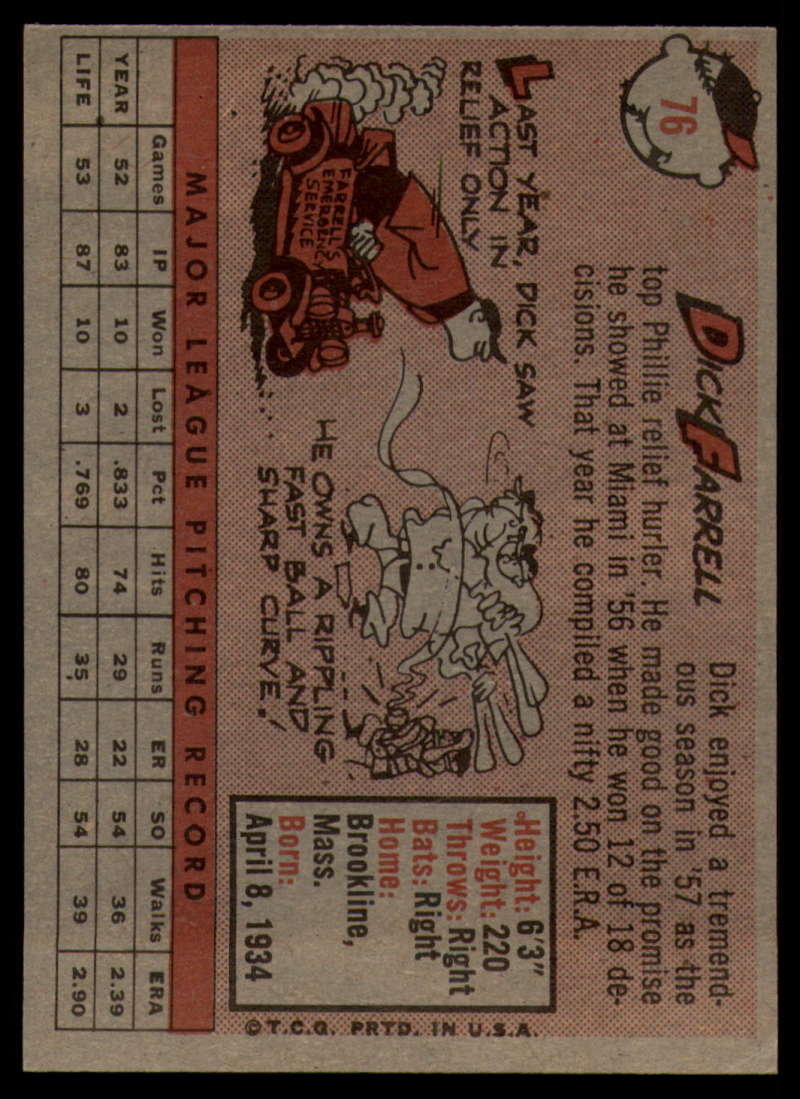 76
DICK FARRELL
Dick enjoyed a tremend-
ous season in '57 as the
top Phillie relief hurler. He made good on the promise
he showed at Miami in '56 when he won 12 of 18 de-
cisions. That year he compiled a nifty 2.50 E.R.A.
LAST YEAR, DICK SAW
ACTION IN
RELIEF ONLY
FARRELL'S
EMERGENCY
SERVICE
HE OWNS A RIPPLING
FAST BALL AND
SHARP CURVE!
Height: 6'3"
Weight: 220
Throws: Right
Bats: Right
Home:
Brookline,
Mass.
Born:
April 8, 1934
©T.C.G. PRTD. IN U.S.A.
MAJOR LEAGUE PITCHING RECORD
Games IP Won Lost Pct Hits Runs ER SO Walks ERA
YEAR 52 83 10 2 .833 74 29 22 54 36 2.39
LIFE 53 87 10 3 .769 80 35 28 54 39 2.90